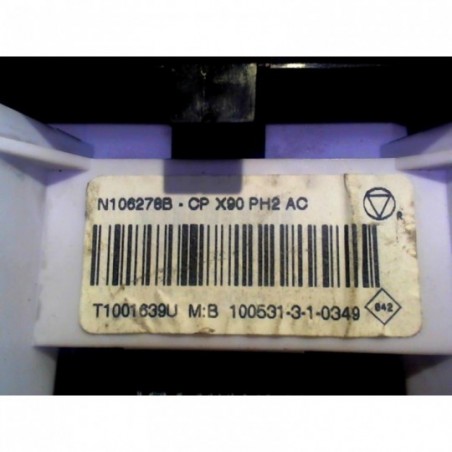 N106278B - CP X90 PH2 AC
R
T1001639U M:B 100531-3-1-0349
842